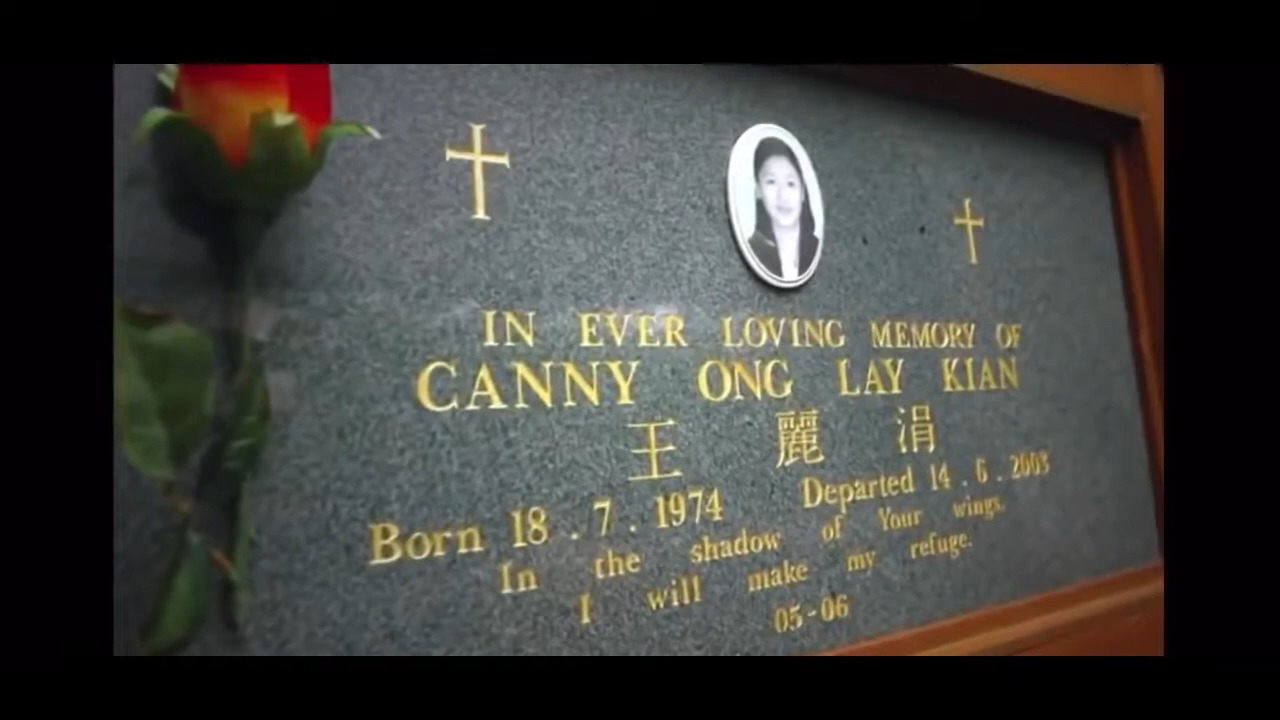 IN EVER LOVING MEMORY OF
CANNY ONG LAY KIAN
王麗涓
Born 18.7.1974 Departed 14.6.2003
In the shadow of Your wings,
I will make my refuge.
05-06